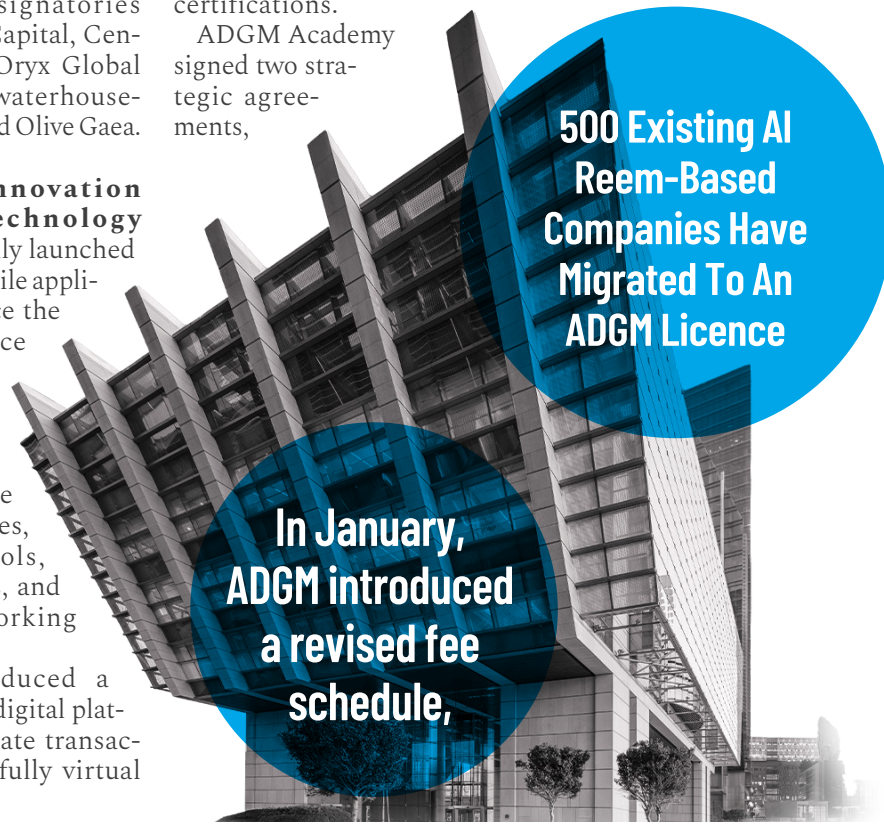 signatories
Capital, Cen-
Oryx Global
waterhouse-
d Olive Gaea.
nnovation
echnology
ly launched
ile appli-
e the
ce
e
es,
ols,
, and
orking
duced a
digital plat-
ate transac-
fully virtual
certifications.
ADGM Academy
signed two stra-
tegic agree-
ments,
500 Existing Al
Reem-Based
Companies Have
Migrated To An
ADGM Licence
In January,
ADGM introduced
a revised fee
schedule,